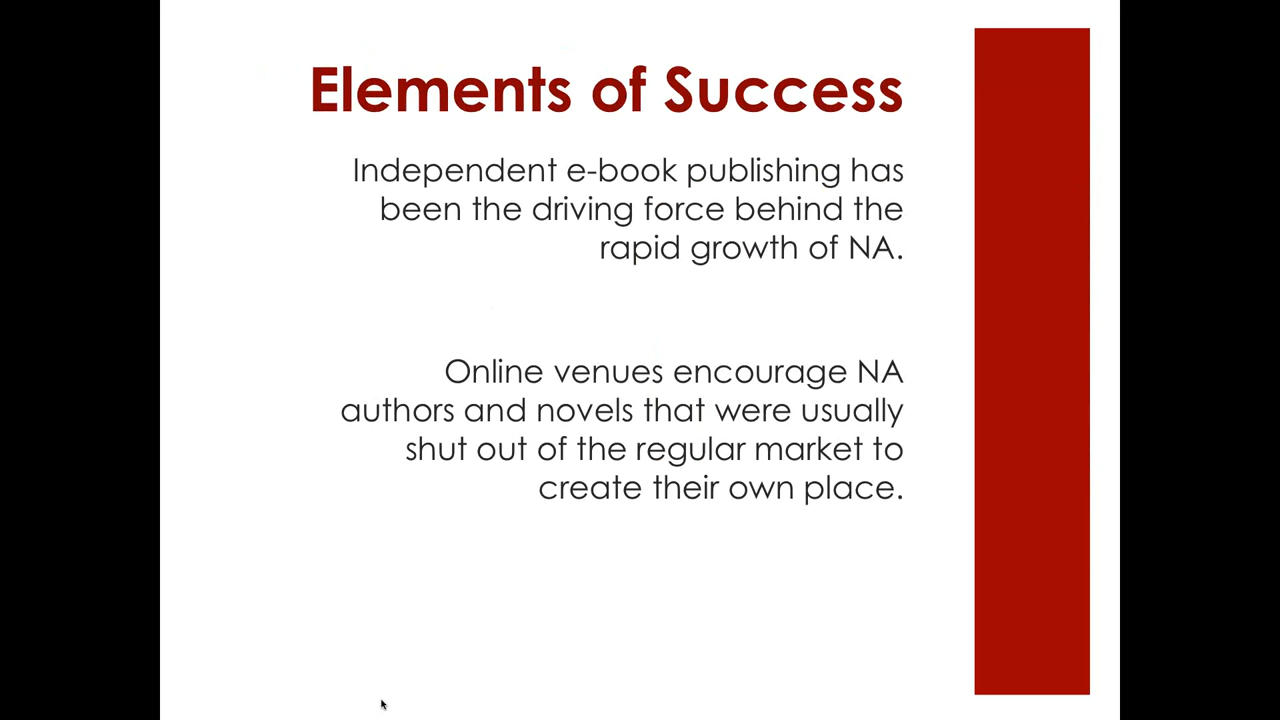 Elements of Success
Independent e-book publishing has
been the driving force behind the
rapid growth of NA.
Online venues encourage NA
authors and novels that were usually
shut out of the regular market to
create their own place.